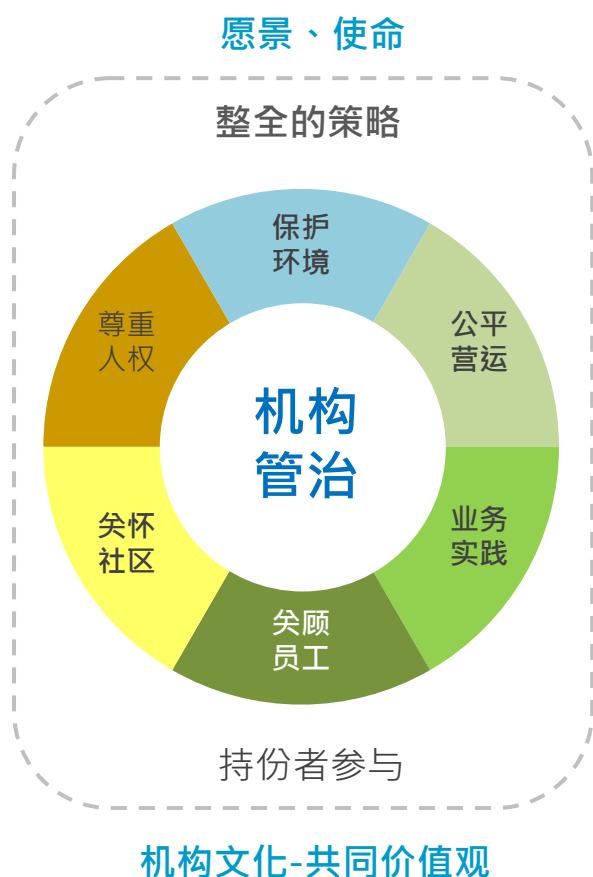 愿景、使命
整全的策略
保护
环境
尊重
人权
公平
营运
机构
管治
关怀
社区
业务
实践
关顾
员工
持份者参与
机构文化-共同价值观